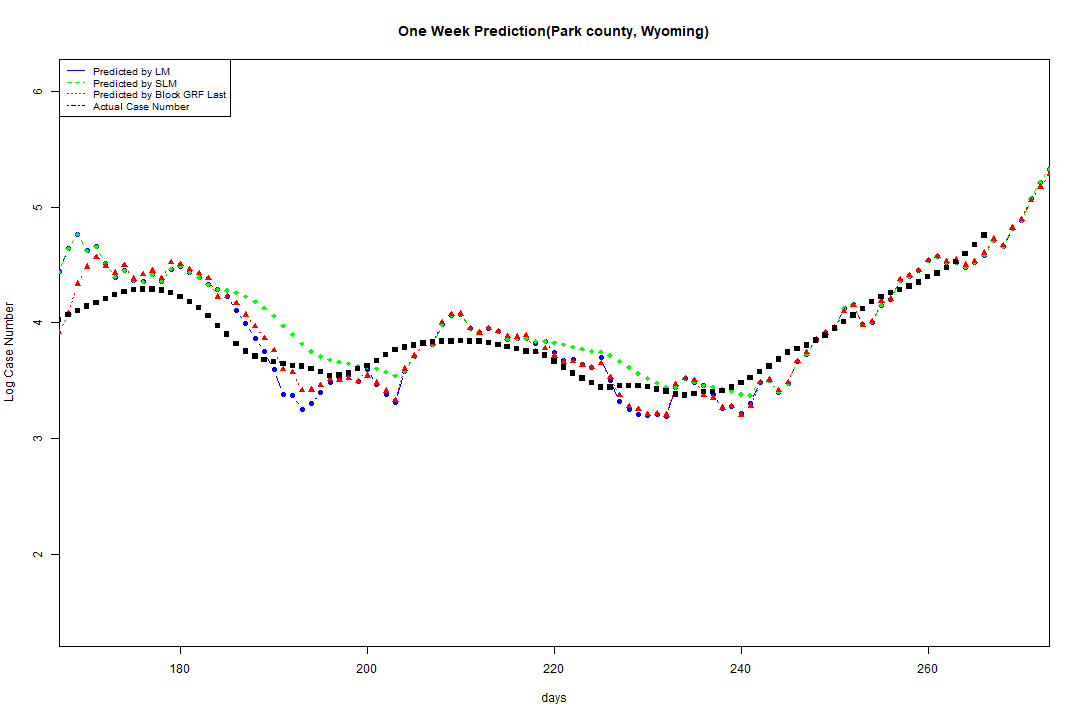 One Week Prediction(Park county, Wyoming)
Predicted by LM
Predicted by SLM
Predicted by Block GRF Last
Actual Case Number
6
5
4
3
2
Log Case Number
180 200 220 240 260
days